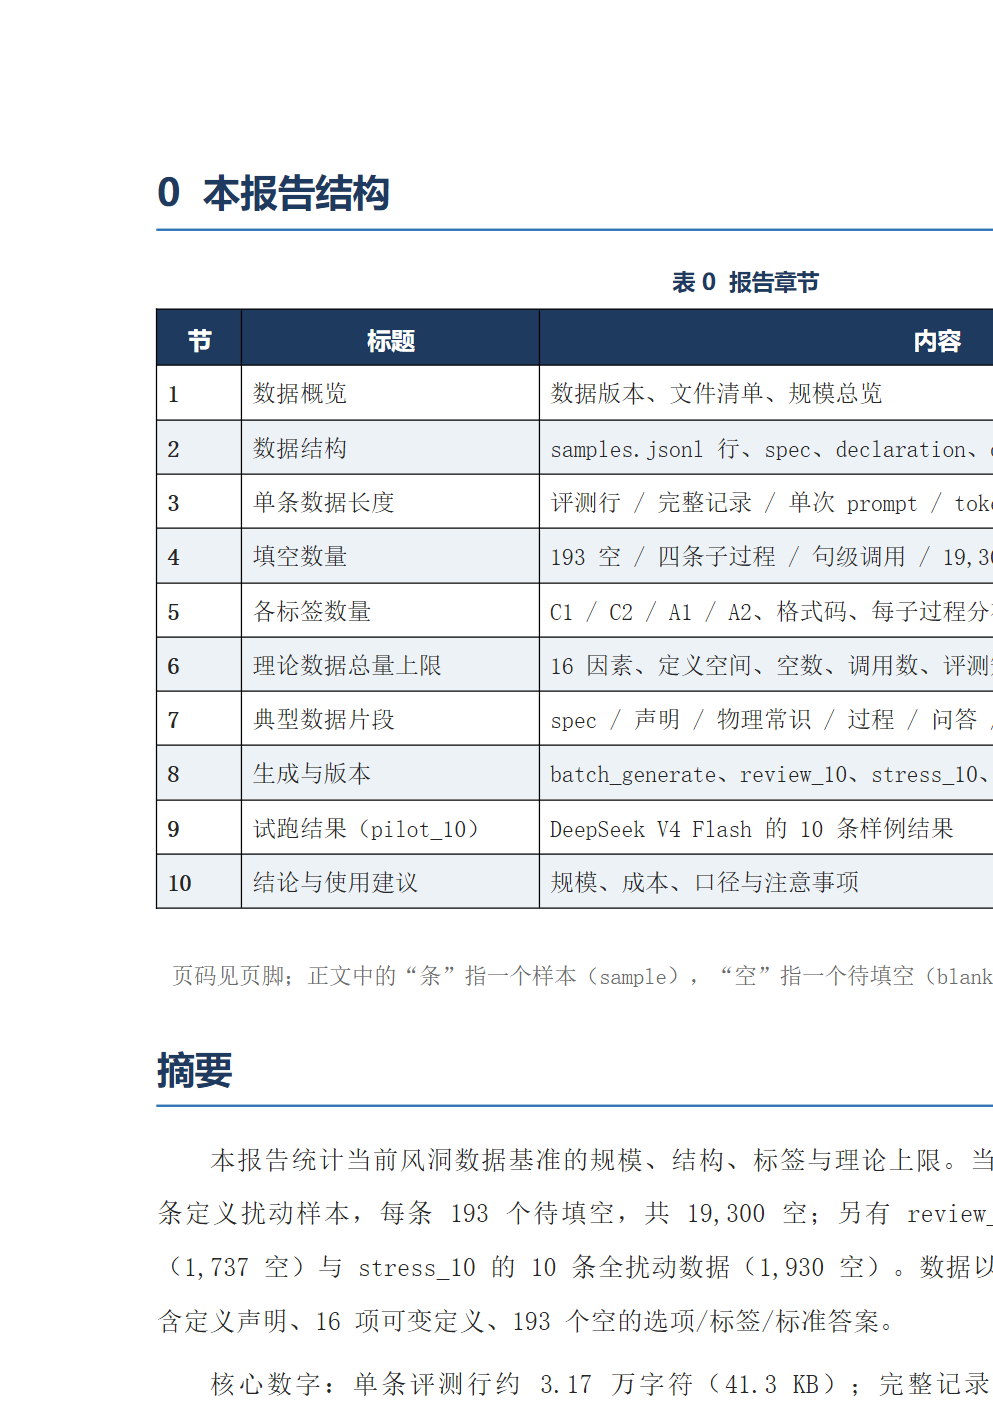 0 本报告结构
表 0 报告章节
节 标题 内容
1 数据概览 数据版本、文件清单、规模总览
2 数据结构 samples.jsonl 行、spec、declaration、
3 单条数据长度 评测行 / 完整记录 / 单次 prompt /
4 填空数量 193 空 / 四条子过程 / 句级调用 /
5 各标签数量 C1 / C2 / A1 / A2、格式码、每子过程分
6 理论数据总量上限 16 因素、定义空间、空数、调用数、评测
7 典型数据片段 spec / 声明 / 物理常识 / 过程 / 问答 /
8 生成与版本 batch_generate、review_10、stress_10、
9 试跑结果（pilot_10） DeepSeek V4 Flash 的 10 条样例结果
10 结论与使用建议 规模、成本、口径与注意事项
页码见页脚；正文中的“条”指一个样本（sample），“空”指一个待填空（blank
摘要
本报告统计当前风洞数据基准的规模、结构、标签与理论上限。当
条定义扰动样本，每条 193 个待填空，共 19,300 空；另有 review_
（1,737 空）与 stress_10 的 10 条全扰动数据（1,930 空）。数据以
含定义声明、16 项可变定义、193 个空的选项/标签/标准答案。
核心数字：单条评测行约 3.17 万字符（41.3 KB）；完整记录